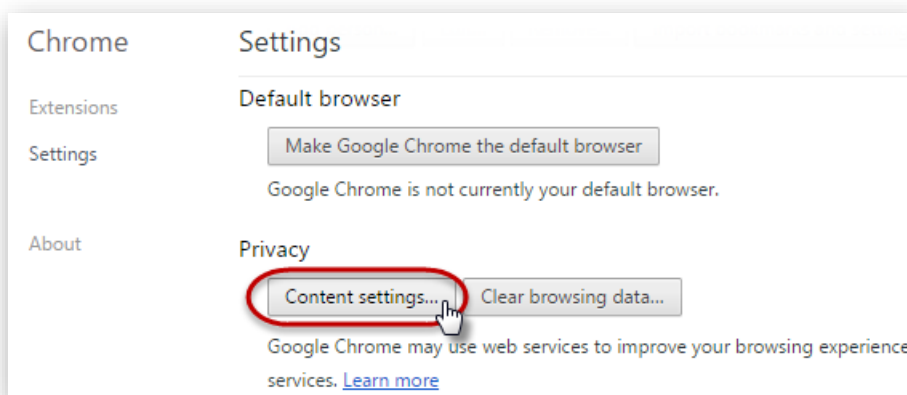 Chrome
Settings
Extensions
Settings
About
Default browser
Make Google Chrome the default browser
Google Chrome is not currently your default browser.
Privacy
Content settings...
Clear browsing data...
Google Chrome may use web services to improve your browsing experience
services. Learn more